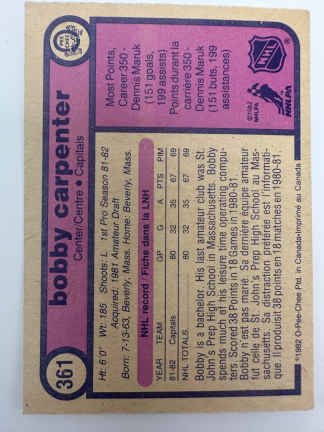 361
bobby carpenter
Center/Centre • Capitals
Ht: 6'0" Wt: 185 Shoots: L 1st Pro Season 81-82
Acquired: 1981 Amateur Draft
Born: 7-13-63, Beverly, Mass. Home: Beverly, Mass.
NHL record / Fiche dans la LNH
YEAR TEAM GP G A PTS PIM
81-82 Capitals 80 32 35 67 69
NHL TOTALS 80 32 35 67 69
Bobby is a bachelor. His last amateur club was St.
John's Prep High School in Massachusetts. Bobby
spends much of his leisure time operating compu-
ters. Scored 38 Points in 18 Games in 1980-81.
Bobby n'est pas marié. Sa dernière équipe amateur
fut celle de St. John's Prep High School au Mas-
sachusetts. Sa distraction préférée est l'informati-
que. Il produisit 38 points en 18 matches en 1980-81.
©1982 O-Pee-Chee Ptd. in Canada-Imprimé au Canada
O PEE CHEE
Most Points,
Career 350 -
Dennis Maruk
(151 goals,
199 assists)
Points durant la
carrière 350 -
Dennis Maruk
(151 buts, 199
assistances)
NHL
®
©1982
NHLPA
NHLPA